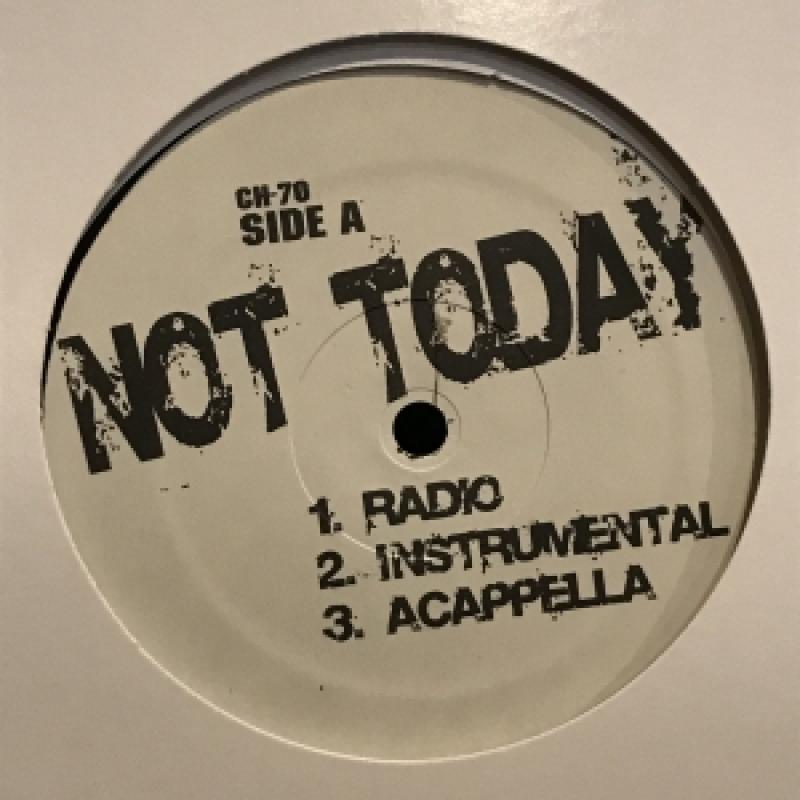 CH-70
SIDE A
NOT TODAY
1. RADIO
2. INSTRUMENTAL
3. ACAPPELLA